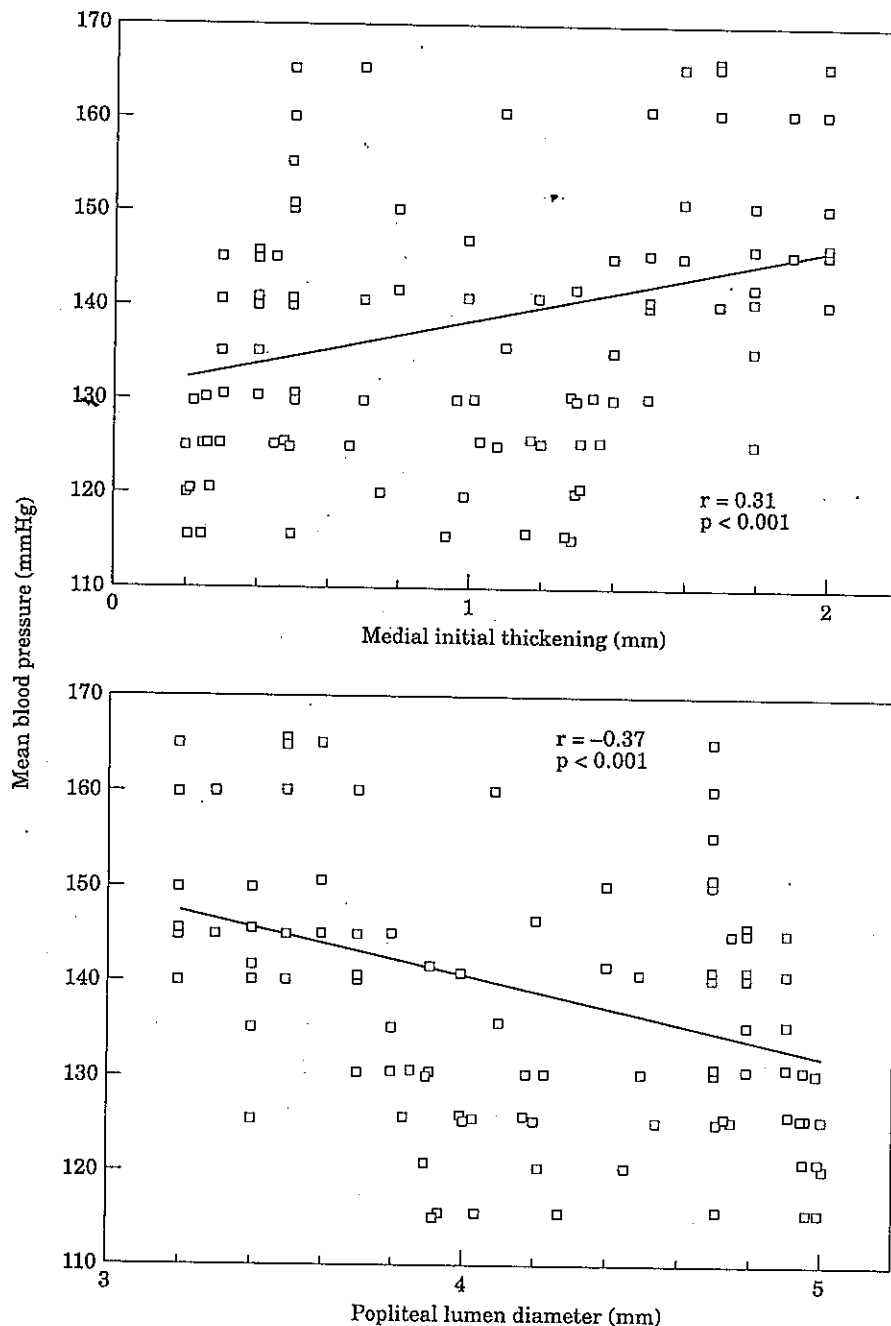 170
160
150
140
130
120
110
0
1
2
r = 0.31
p < 0.001
Medial initial thickening (mm)
Mean blood pressure (mmHg)
170
160
150
140
130
120
110
3
4
5
r = –0.37
p < 0.001
Popliteal lumen diameter (mm)